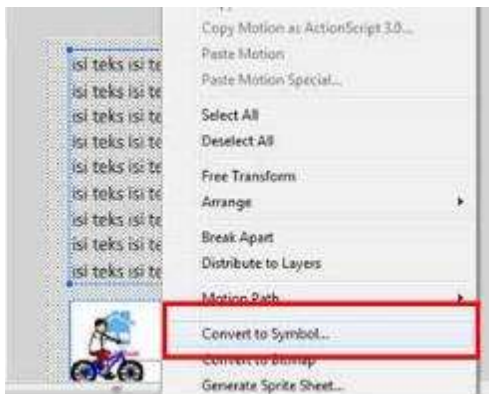 Copy Motion as ActionScript 3.0...
Paste Motion
Paste Motion Special...
Select All
Deselect All
Free Transform
Arrange
Break Apart
Distribute to Layers
Motion Path
Convert to Symbol...
Convert to Bitmap
Generate Sprite Sheet...
isi teks isi te
isi teks isi te
isi teks isi te
isi teks isi te
isi teks isi te
isi teks isi te
isi teks isi te
isi teks isi te
isi teks isi te